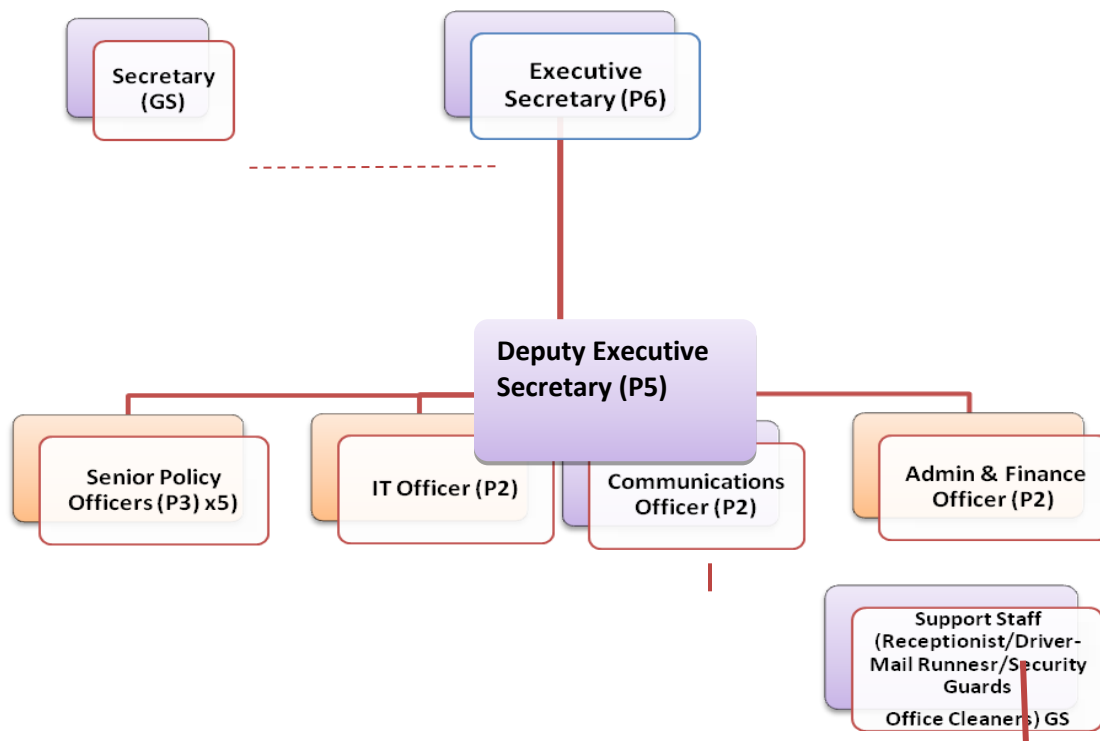 Secretary
(GS)
Executive
Secretary (P6)
Deputy Executive
Secretary (P5)
Senior Policy
Officers (P3) x5)
IT Officer (P2)
Communications
Officer (P2)
Admin & Finance
Officer (P2)
Support Staff
(Receptionist/Driver-
Mail Runnesr/Security
Guards
Office Cleaners) GS